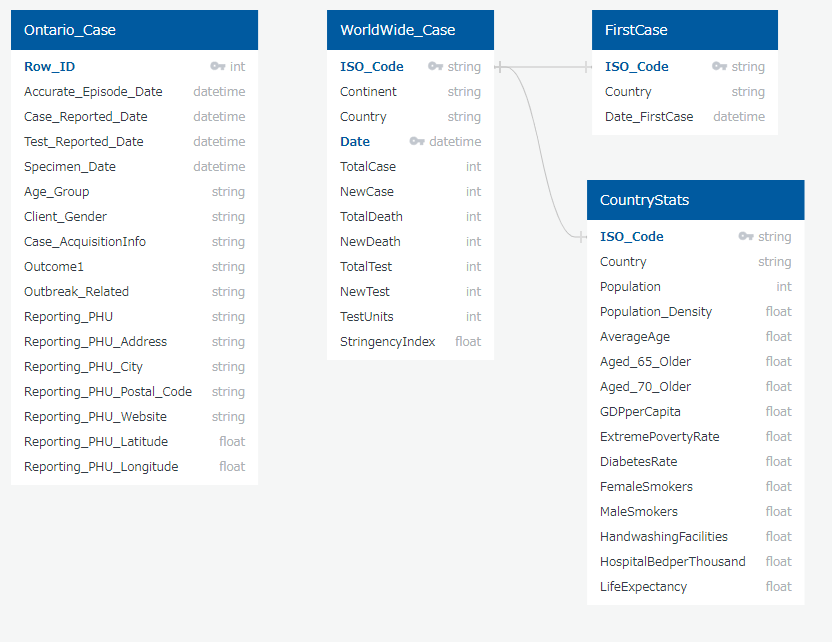 Ontario_Case
Row_ID int
Accurate_Episode_Date datetime
Case_Reported_Date datetime
Test_Reported_Date datetime
Specimen_Date datetime
Age_Group string
Client_Gender string
Case_AcquisitionInfo string
Outcome1 string
Outbreak_Related string
Reporting_PHU string
Reporting_PHU_Address string
Reporting_PHU_City string
Reporting_PHU_Postal_Code string
Reporting_PHU_Website string
Reporting_PHU_Latitude float
Reporting_PHU_Longitude float
WorldWide_Case
ISO_Code string
Continent string
Country string
Date datetime
TotalCase int
NewCase int
TotalDeath int
NewDeath int
TotalTest int
NewTest int
TestUnits int
StringencyIndex float
FirstCase
ISO_Code string
Country string
Date_FirstCase datetime
CountryStats
ISO_Code string
Country string
Population int
Population_Density float
AverageAge float
Aged_65_Older float
Aged_70_Older float
GDPperCapita float
ExtremePovertyRate float
DiabetesRate float
FemaleSmokers float
MaleSmokers float
HandwashingFacilities float
HospitalBedperThousand float
LifeExpectancy float